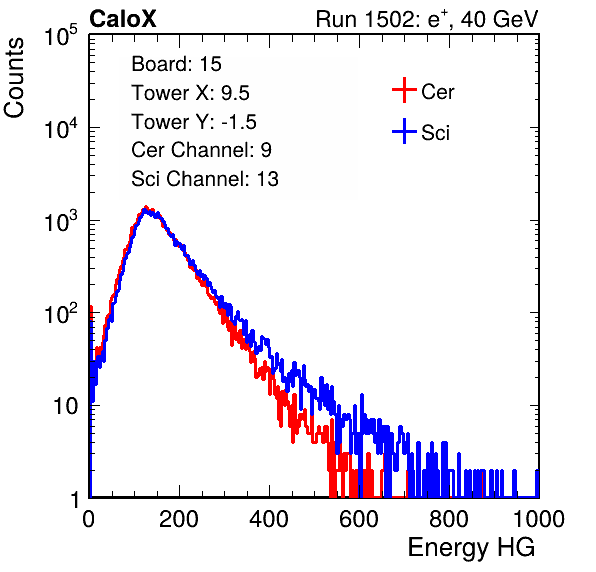 CaloX Run 1502: e⁺, 40 GeV
Counts
Board: 15
Tower X: 9.5
Tower Y: -1.5
Cer Channel: 9
Sci Channel: 13
Cer
Sci
10⁵
10⁴
10³
10²
10
1
0 200 400 600 800 1000
Energy HG